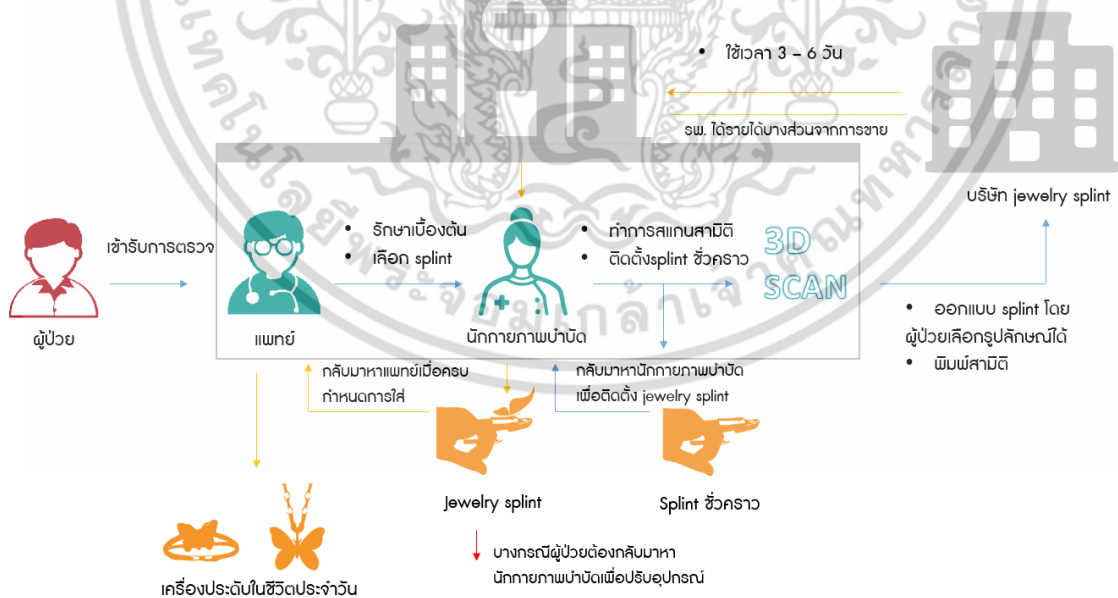 • ใช้เวลา 3 – 6 วัน
รพ. ได้รายได้บางส่วนจากการขาย
บริษัท jewelry splint
เข้ารับการตรวจ
• รักษาเบื้องต้น
• เลือก splint
• ทำการสแกนสามิติ
• ติดตั้งsplint ชั่วคราว
3D
SCAN
ผู้ป่วย
แพทย์
นักกายภาพบำบัด
• ออกแบบ splint โดย
ผู้ป่วยเลือกรูปลักษณ์ได้
• พิมพ์สามิติ
กลับมาหาแพทย์เมื่อครบ
กำหนดการใส่
กลับมาหานักกายภาพบำบัด
เพื่อติดตั้ง jewelry splint
Jewelry splint
Splint ชั่วคราว
บางกรณีผู้ป่วยต้องกลับมาหา
นักกายภาพบำบัดเพื่อปรับอุปกรณ์
เครื่องประดับในชีวิตประจำวัน